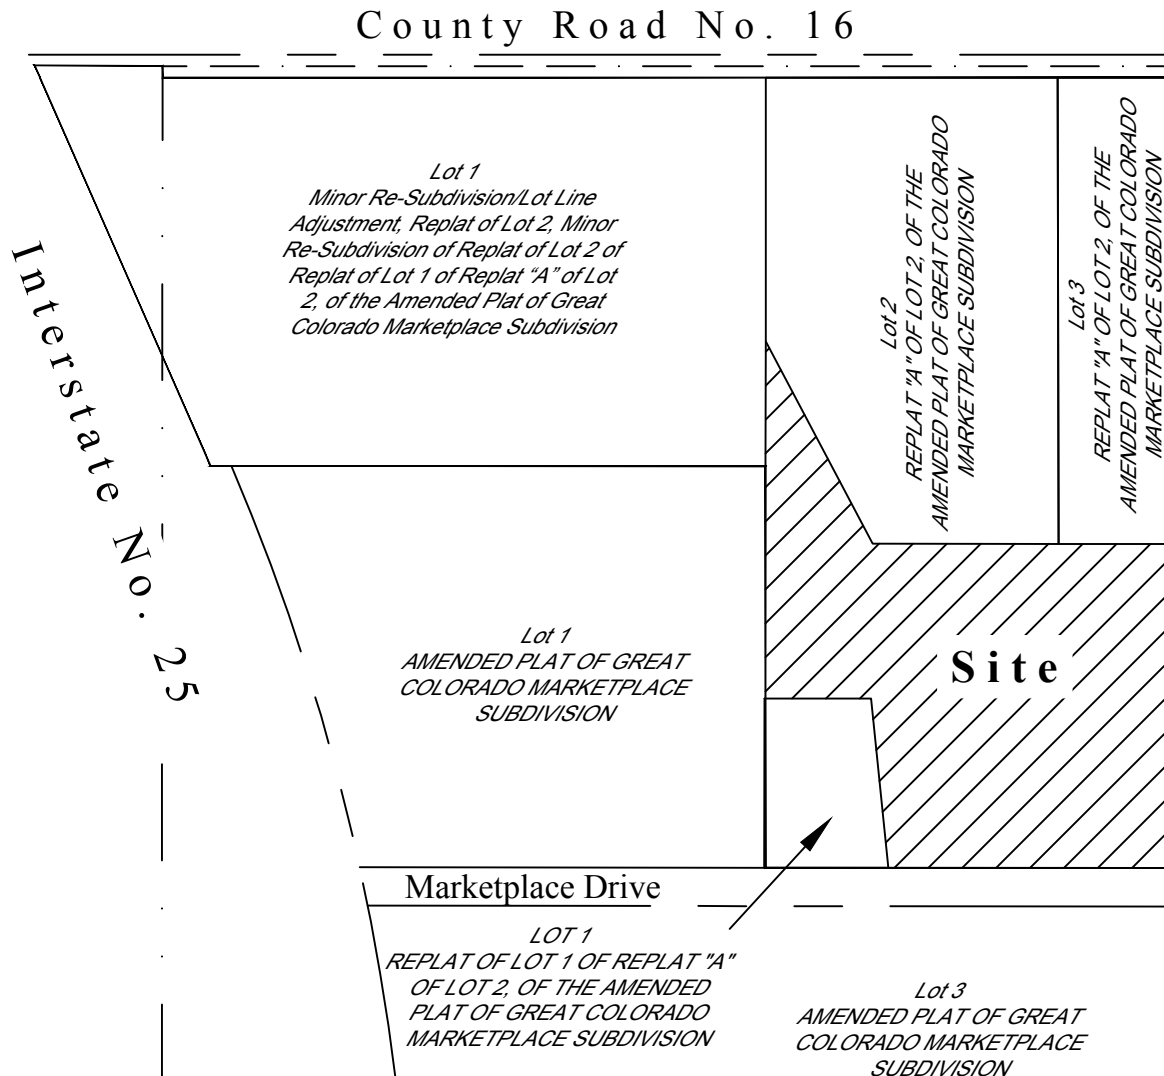 County Road No. 16
Lot 1
Minor Re-Subdivision/Lot Line
Adjustment, Replat of Lot 2, Minor
Re-Subdivision of Replat of Lot 2 of
Replat of Lot 1 of Replat “A” of Lot
2, of the Amended Plat of Great
Colorado Marketplace Subdivision
Lot 2
REPLAT "A" OF LOT 2, OF THE
AMENDED PLAT OF GREAT COLORADO
MARKETPLACE SUBDIVISION
Lot 3
REPLAT "A" OF LOT 2, OF THE
AMENDED PLAT OF GREAT COLORADO
MARKETPLACE SUBDIVISION
Interstate No. 25
Lot 1
AMENDED PLAT OF GREAT
COLORADO MARKETPLACE
SUBDIVISION
Site
Marketplace Drive
LOT 1
REPLAT OF LOT 1 OF REPLAT "A"
OF LOT 2, OF THE AMENDED
PLAT OF GREAT COLORADO
MARKETPLACE SUBDIVISION
Lot 3
AMENDED PLAT OF GREAT
COLORADO MARKETPLACE
SUBDIVISION